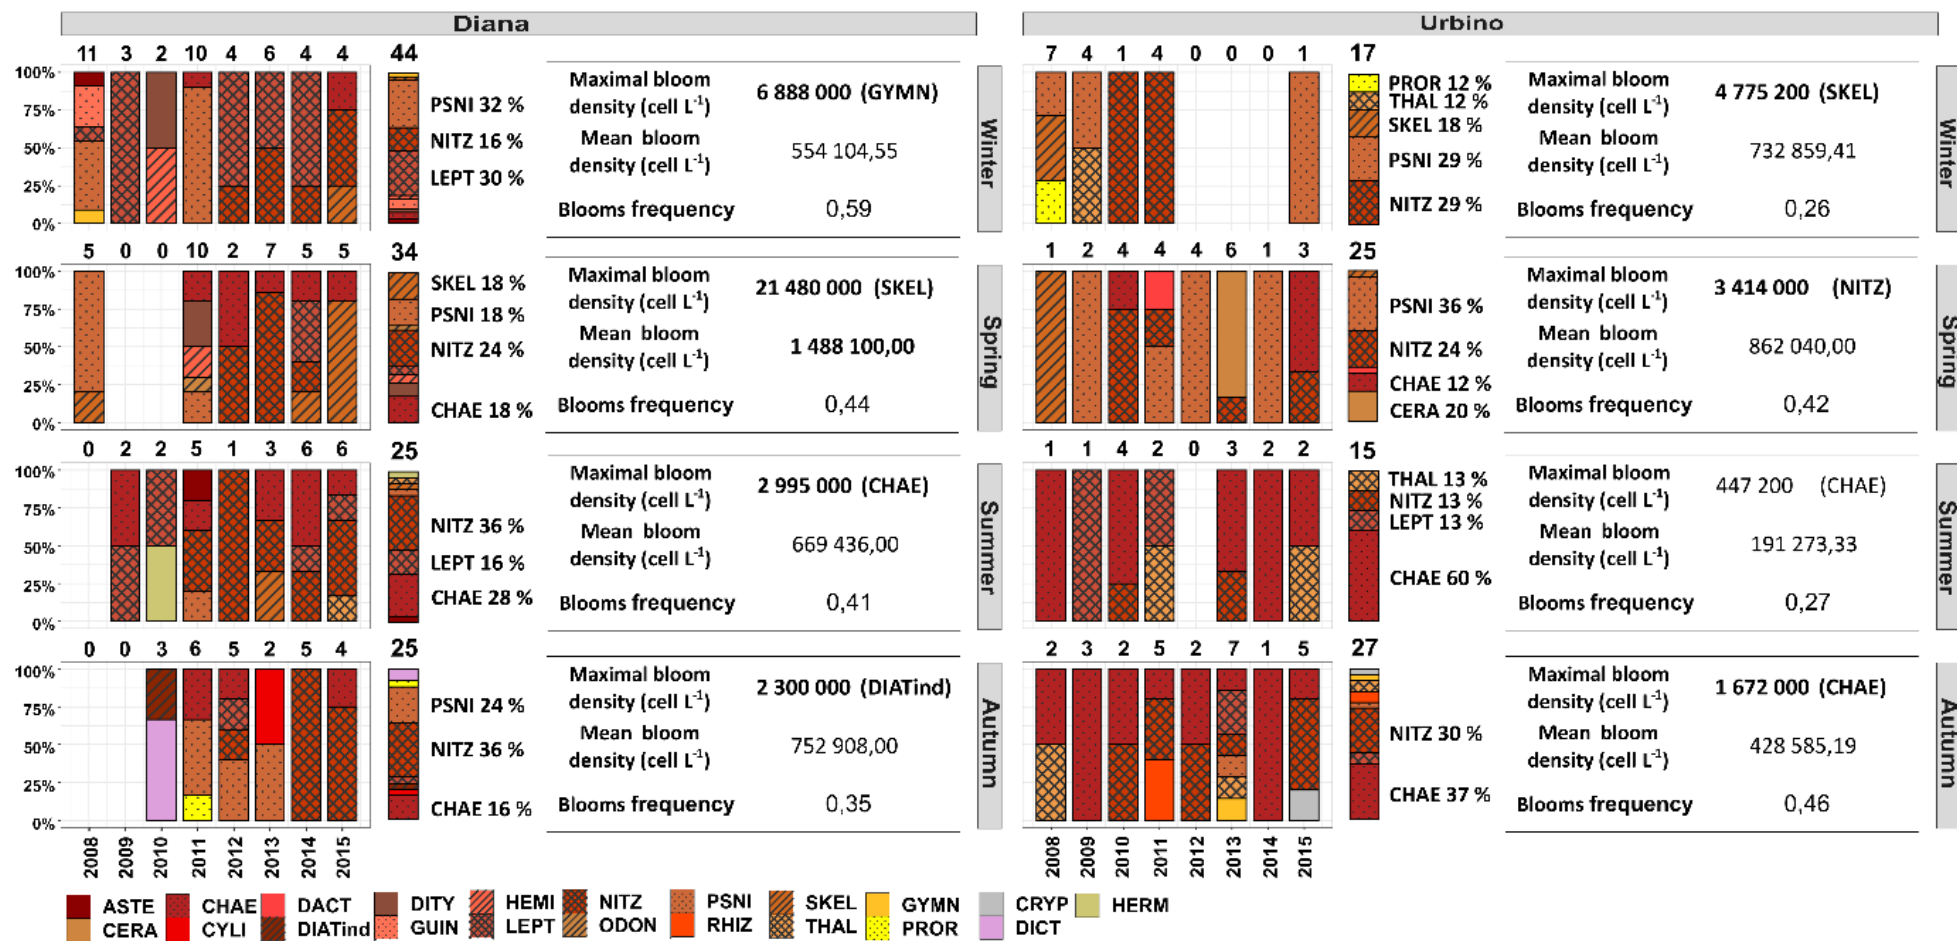 Diana
Urbino
11 3 2 10 4 6 4 4 44
100%
75%
50%
25%
0%
PSNI 32 %
NITZ 16 %
LEPT 30 %
Maximal bloom
density (cell L⁻¹)
6 888 000 (GYMN)
Mean bloom
density (cell L⁻¹)
554 104,55
Blooms frequency
0,59
Winter
7 4 1 4 0 0 0 1 17
PROR 12 %
THAL 12 %
SKEL 18 %
PSNI 29 %
NITZ 29 %
Maximal bloom
density (cell L⁻¹)
4 775 200 (SKEL)
Mean bloom
density (cell L⁻¹)
732 859,41
Blooms frequency
0,26
Winter
5 0 0 10 2 7 5 5 34
100%
75%
50%
25%
0%
SKEL 18 %
PSNI 18 %
NITZ 24 %
CHAE 18 %
Maximal bloom
density (cell L⁻¹)
21 480 000 (SKEL)
Mean bloom
density (cell L⁻¹)
1 488 100,00
Blooms frequency
0,44
Spring
1 2 4 4 4 6 1 3 25
PSNI 36 %
NITZ 24 %
CHAE 12 %
CERA 20 %
Maximal bloom
density (cell L⁻¹)
3 414 000 (NITZ)
Mean bloom
density (cell L⁻¹)
862 040,00
Blooms frequency
0,42
Spring
0 2 2 5 1 3 6 6 25
100%
75%
50%
25%
0%
NITZ 36 %
LEPT 16 %
CHAE 28 %
Maximal bloom
density (cell L⁻¹)
2 995 000 (CHAE)
Mean bloom
density (cell L⁻¹)
669 436,00
Blooms frequency
0,41
Summer
1 1 4 2 0 3 2 2 15
THAL 13 %
NITZ 13 %
LEPT 13 %
CHAE 60 %
Maximal bloom
density (cell L⁻¹)
447 200 (CHAE)
Mean bloom
density (cell L⁻¹)
191 273,33
Blooms frequency
0,27
Summer
0 0 3 6 5 2 5 4 25
100%
75%
50%
25%
0%
PSNI 24 %
NITZ 36 %
CHAE 16 %
Maximal bloom
density (cell L⁻¹)
2 300 000 (DIATind)
Mean bloom
density (cell L⁻¹)
752 908,00
Blooms frequency
0,35
Autumn
2 3 2 5 2 7 1 5 27
NITZ 30 %
CHAE 37 %
Maximal bloom
density (cell L⁻¹)
1 672 000 (CHAE)
Mean bloom
density (cell L⁻¹)
428 585,19
Blooms frequency
0,46
Autumn
2008 2009 2010 2011 2012 2013 2014 2015
2008 2009 2010 2011 2012 2013 2014 2015
ASTE CHAE DACT DITY HEMI NITZ PSNI SKEL GYMN CRYP HERM
CERA CYLI DIATind GUIN LEPT ODON RHIZ THAL PROR DICT